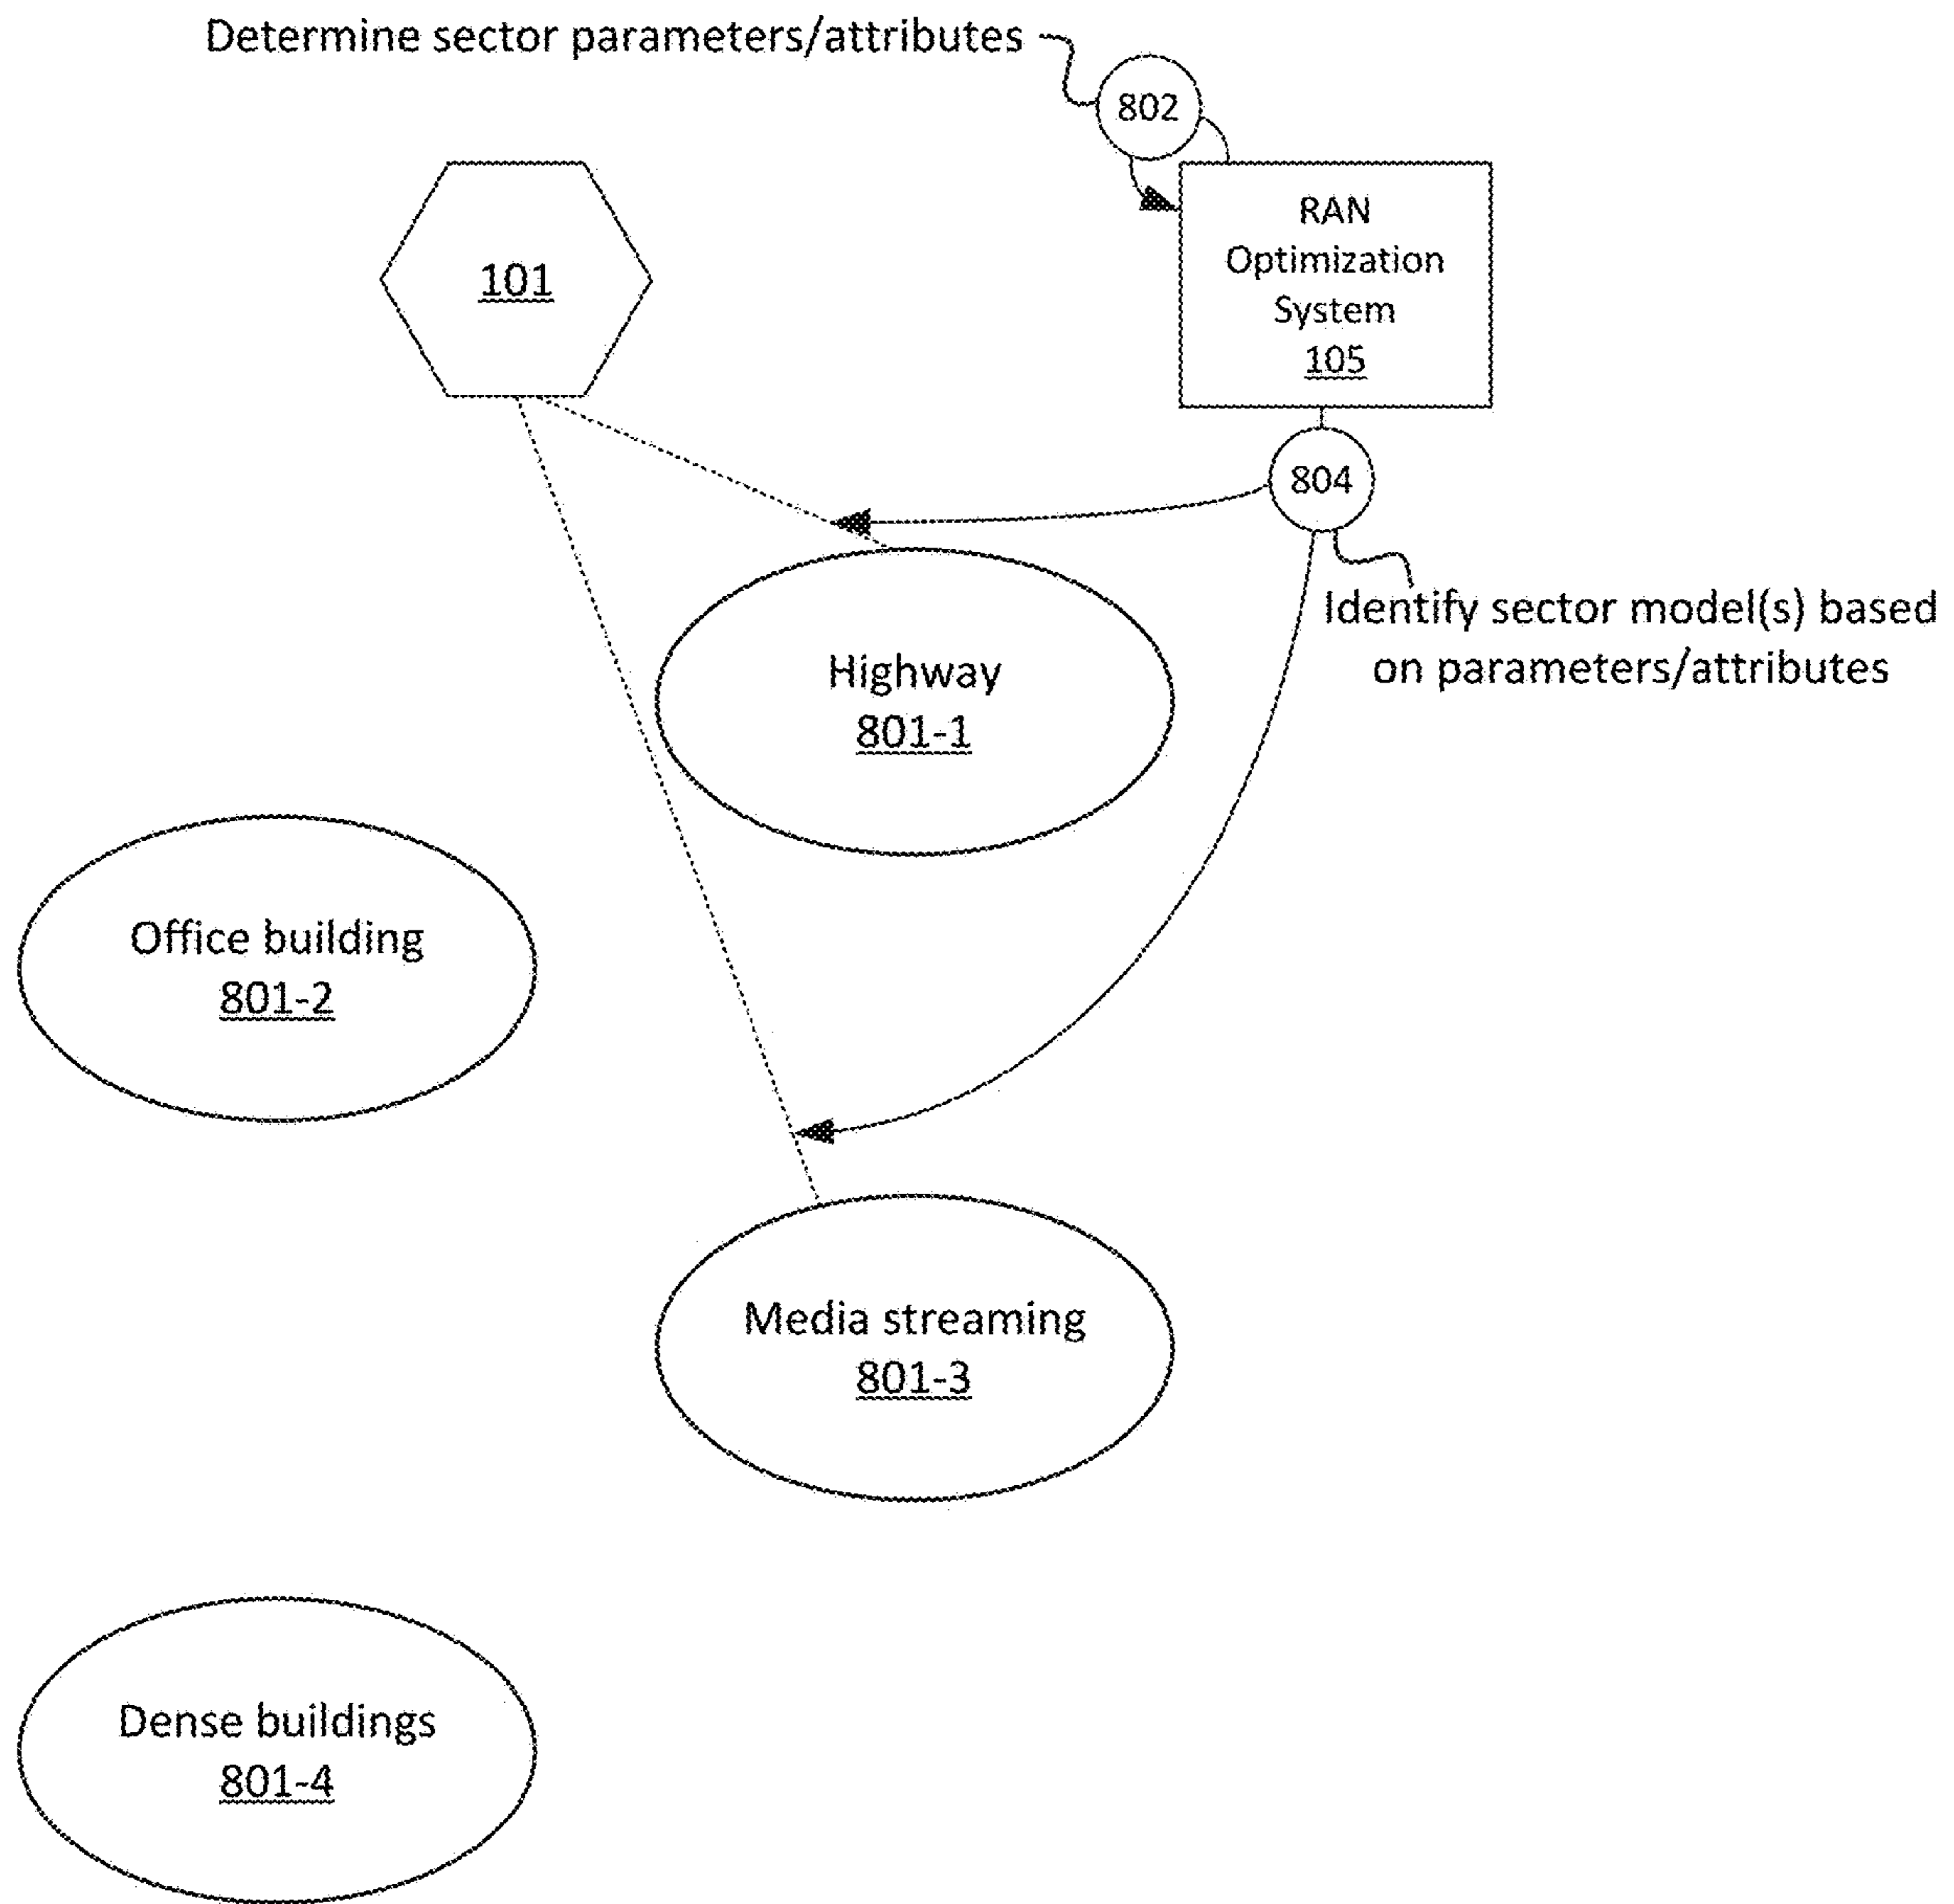 Determine sector parameters/attributes
802
RAN
Optimization
System
105
101
804
Identify sector model(s) based
on parameters/attributes
Highway
801-1
Office building
801-2
Media streaming
801-3
Dense buildings
801-4